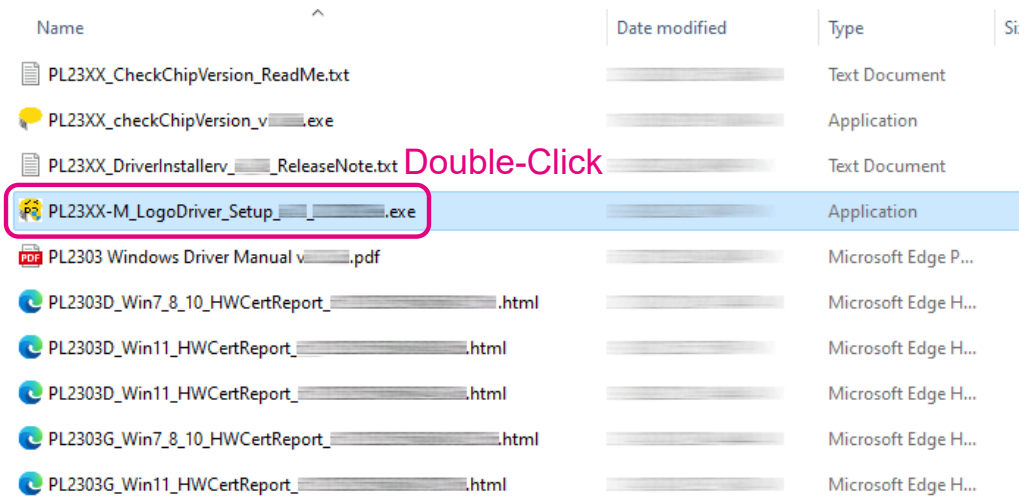 Name Date modified Type Si
PL23XX_CheckChipVersion_ReadMe.txt Text Document
PL23XX_checkChipVersion_v .exe Application
PL23XX_DriverInstallerv_ _ReleaseNote.txt Double-Click Text Document
PL23XX-M_LogoDriver_Setup_ _ .exe Application
PDF PL2303 Windows Driver Manual v .pdf Microsoft Edge P...
PL2303D_Win7_8_10_HWCertReport_ .html Microsoft Edge H...
PL2303D_Win11_HWCertReport_ .html Microsoft Edge H...
PL2303D_Win11_HWCertReport_ .html Microsoft Edge H...
PL2303G_Win7_8_10_HWCertReport_ .html Microsoft Edge H...
PL2303G_Win11_HWCertReport_ .html Microsoft Edge H...